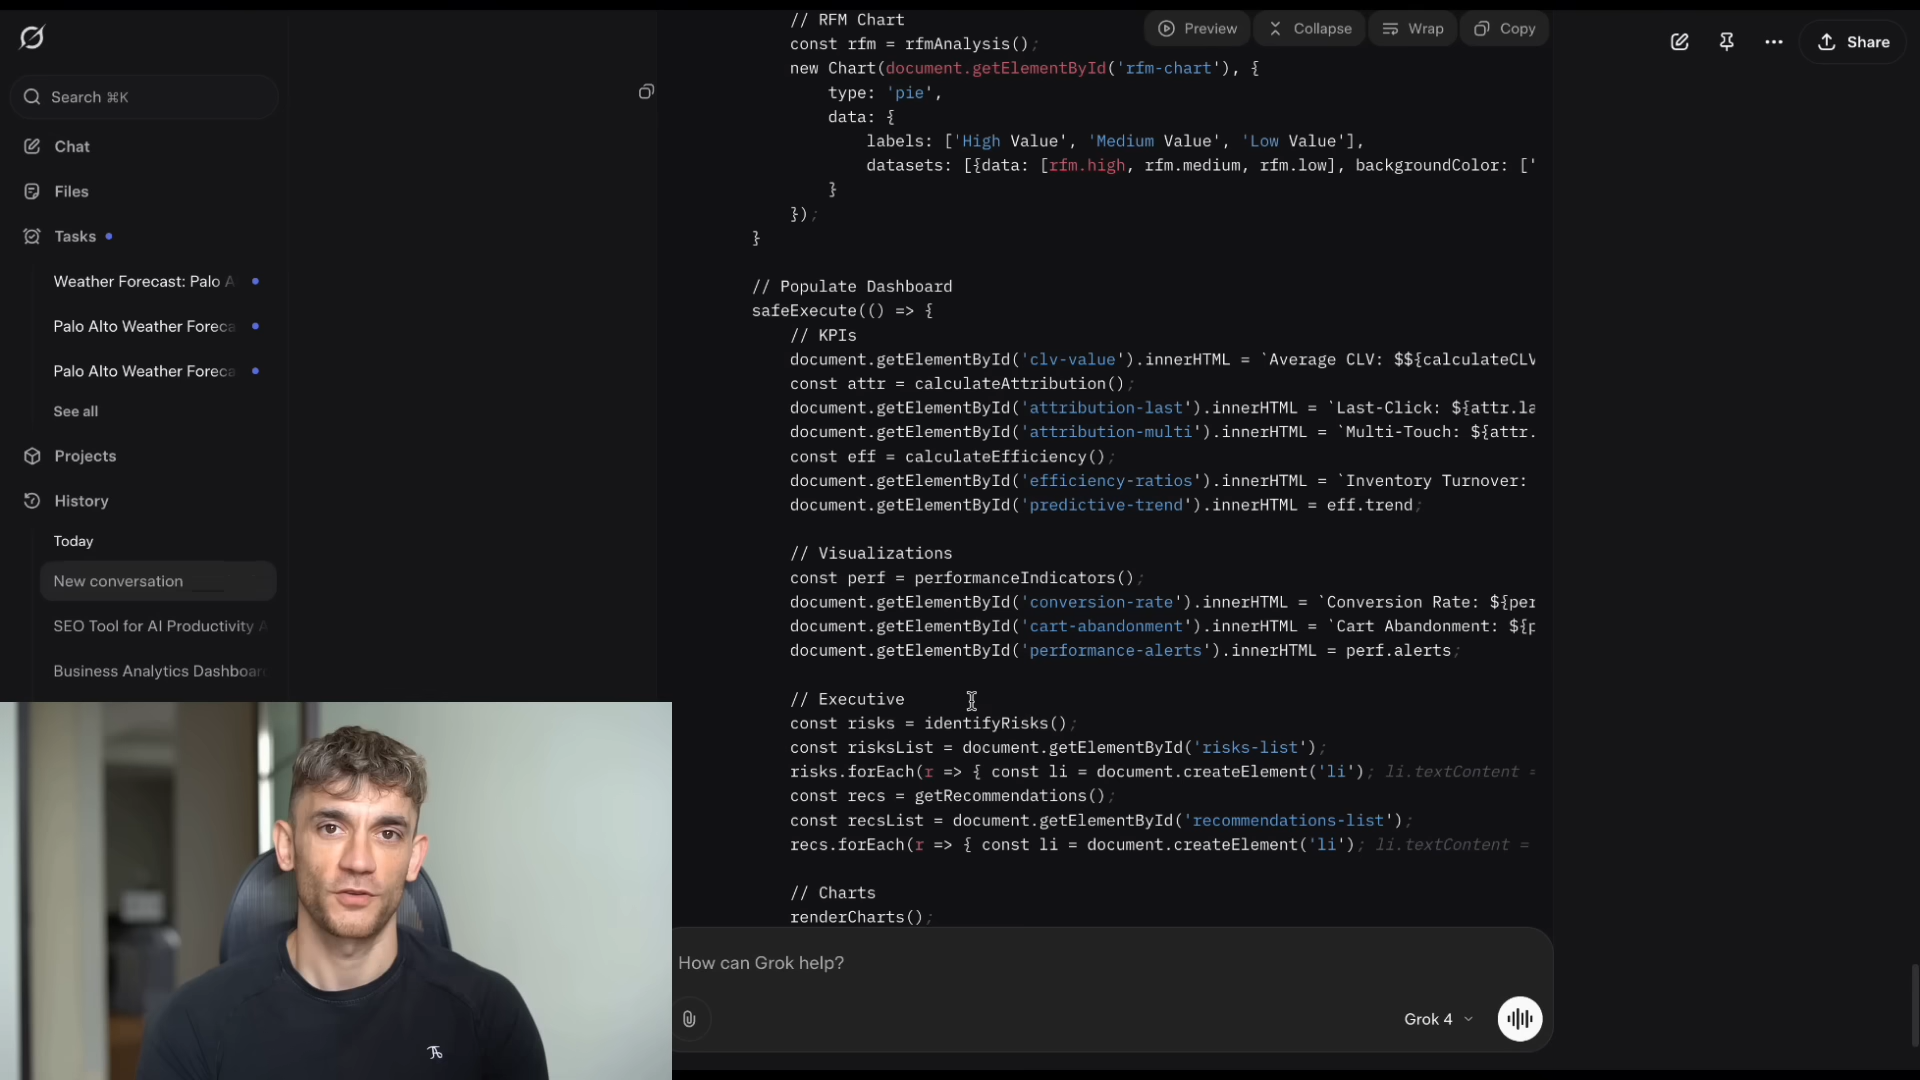 Search ⌘K
Chat
Files
Tasks
Weather Forecast: Palo A
Palo Alto Weather Foreca
Palo Alto Weather Foreca
See all
Projects
History
Today
New conversation
SEO Tool for AI Productivity A
Business Analytics Dashboar
Preview
Collapse
Wrap
Copy
Share
// RFM Chart
const rfm = rfmAnalysis();
new Chart(document.getElementById('rfm-chart'), {
type: 'pie',
data: {
labels: ['High Value', 'Medium Value', 'Low Value'],
datasets: [{data: [rfm.high, rfm.medium, rfm.low], backgroundColor: ['
}
});
}
// Populate Dashboard
safeExecute(() => {
// KPIs
document.getElementById('clv-value').innerHTML = `Average CLV: $${calculateCLV
const attr = calculateAttribution();
document.getElementById('attribution-last').innerHTML = `Last-Click: ${attr.la
document.getElementById('attribution-multi').innerHTML = `Multi-Touch: ${attr.
const eff = calculateEfficiency();
document.getElementById('efficiency-ratios').innerHTML = `Inventory Turnover:
document.getElementById('predictive-trend').innerHTML = eff.trend;
// Visualizations
const perf = performanceIndicators();
document.getElementById('conversion-rate').innerHTML = `Conversion Rate: ${per
document.getElementById('cart-abandonment').innerHTML = `Cart Abandonment: ${p
document.getElementById('performance-alerts').innerHTML = perf.alerts;
// Executive
const risks = identifyRisks();
const risksList = document.getElementById('risks-list');
risks.forEach(r => { const li = document.createElement('li'); li.textContent =
const recs = getRecommendations();
const recsList = document.getElementById('recommendations-list');
recs.forEach(r => { const li = document.createElement('li'); li.textContent =
// Charts
renderCharts();
How can Grok help?
Grok 4